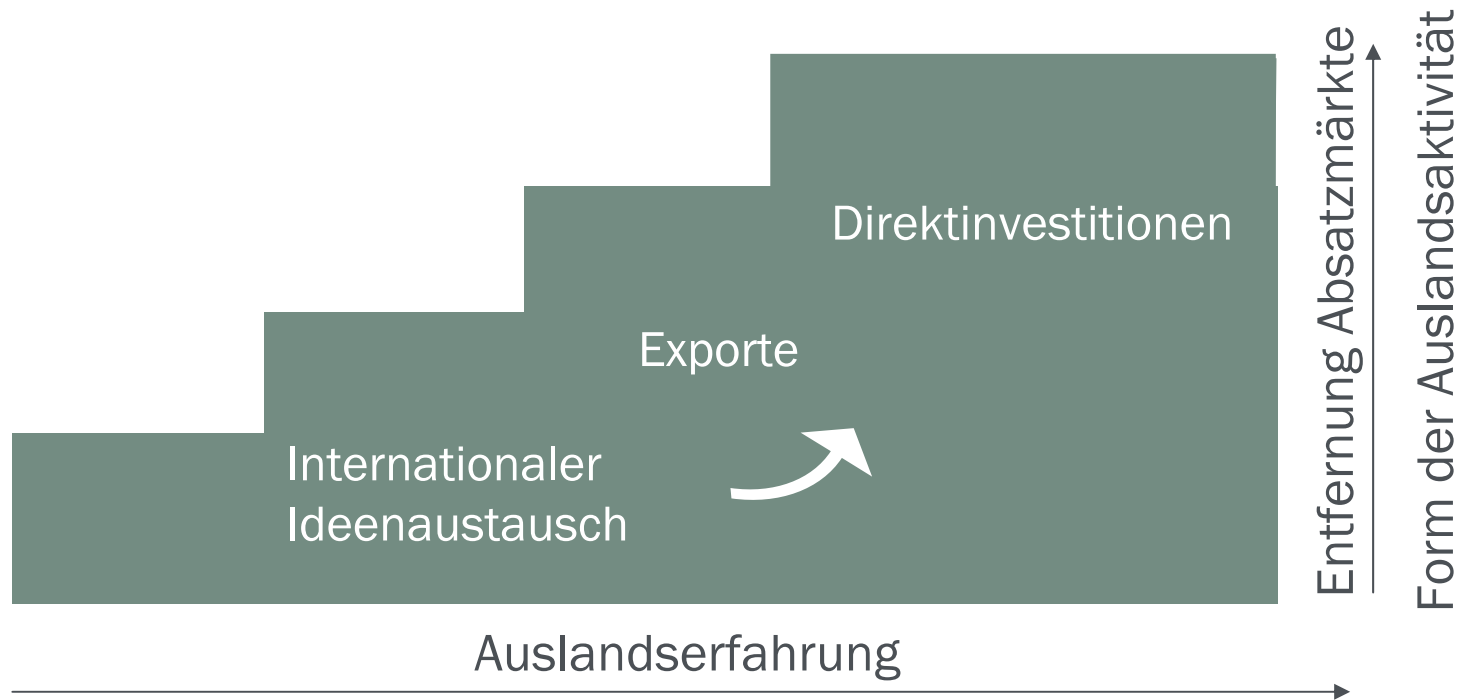 Direktinvestitionen
Exporte
Internationaler
Ideenaustausch
Auslandserfahrung
Entfernung Absatzmärkte
Form der Auslandsaktivität